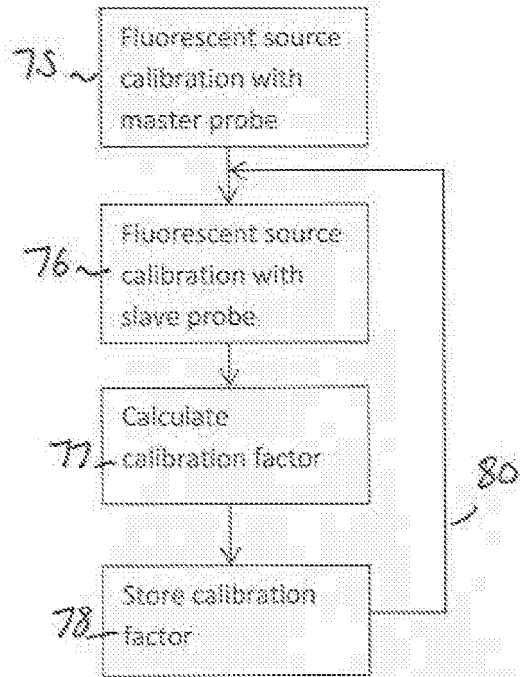 75 Fluorescent source
calibration with
master probe
76 Fluorescent source
calibration with
slave probe
77 Calculate
calibration factor
80
78 Store calibration
factor